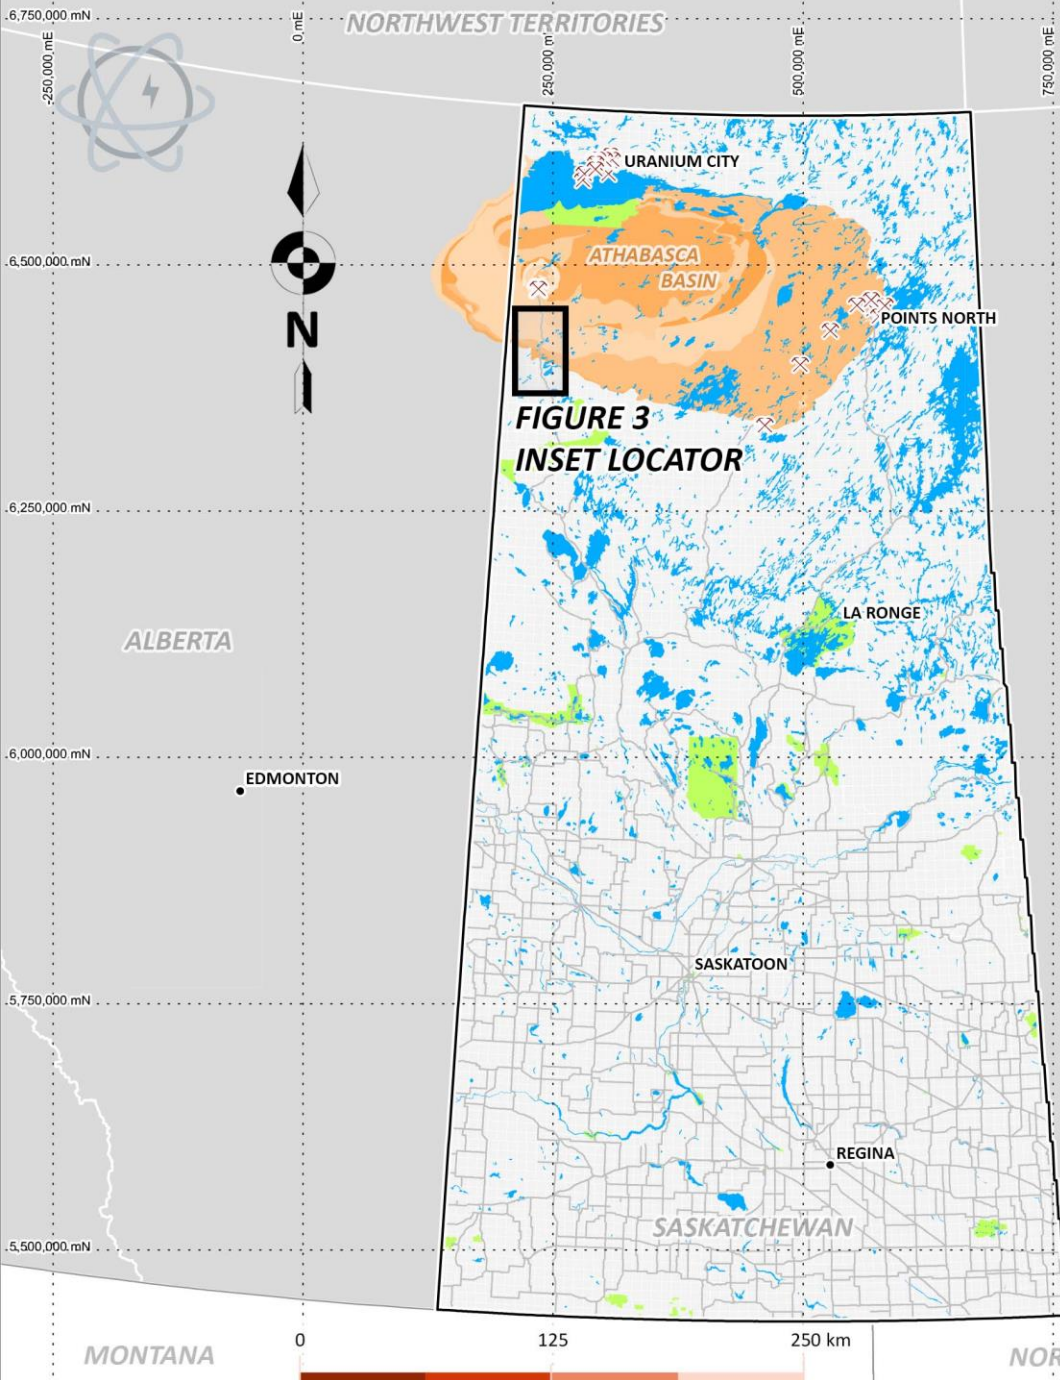 6,750,000 mN
NORTHWEST TERRITORIES
-250,000 mE
0 mE
250,000 m
500,000 mE
750,000 m
URANIUM CITY
6,500,000 mN
ATHABASCA
BASIN
N
POINTS NORTH
FIGURE 3
INSET LOCATOR
6,250,000 mN
LA RONGE
ALBERTA
6,000,000 mN
EDMONTON
SASKATOON
5,750,000 mN
REGINA
SASKATCHEWAN
5,500,000 mN
0
125
250 km
MONTANA
NOR